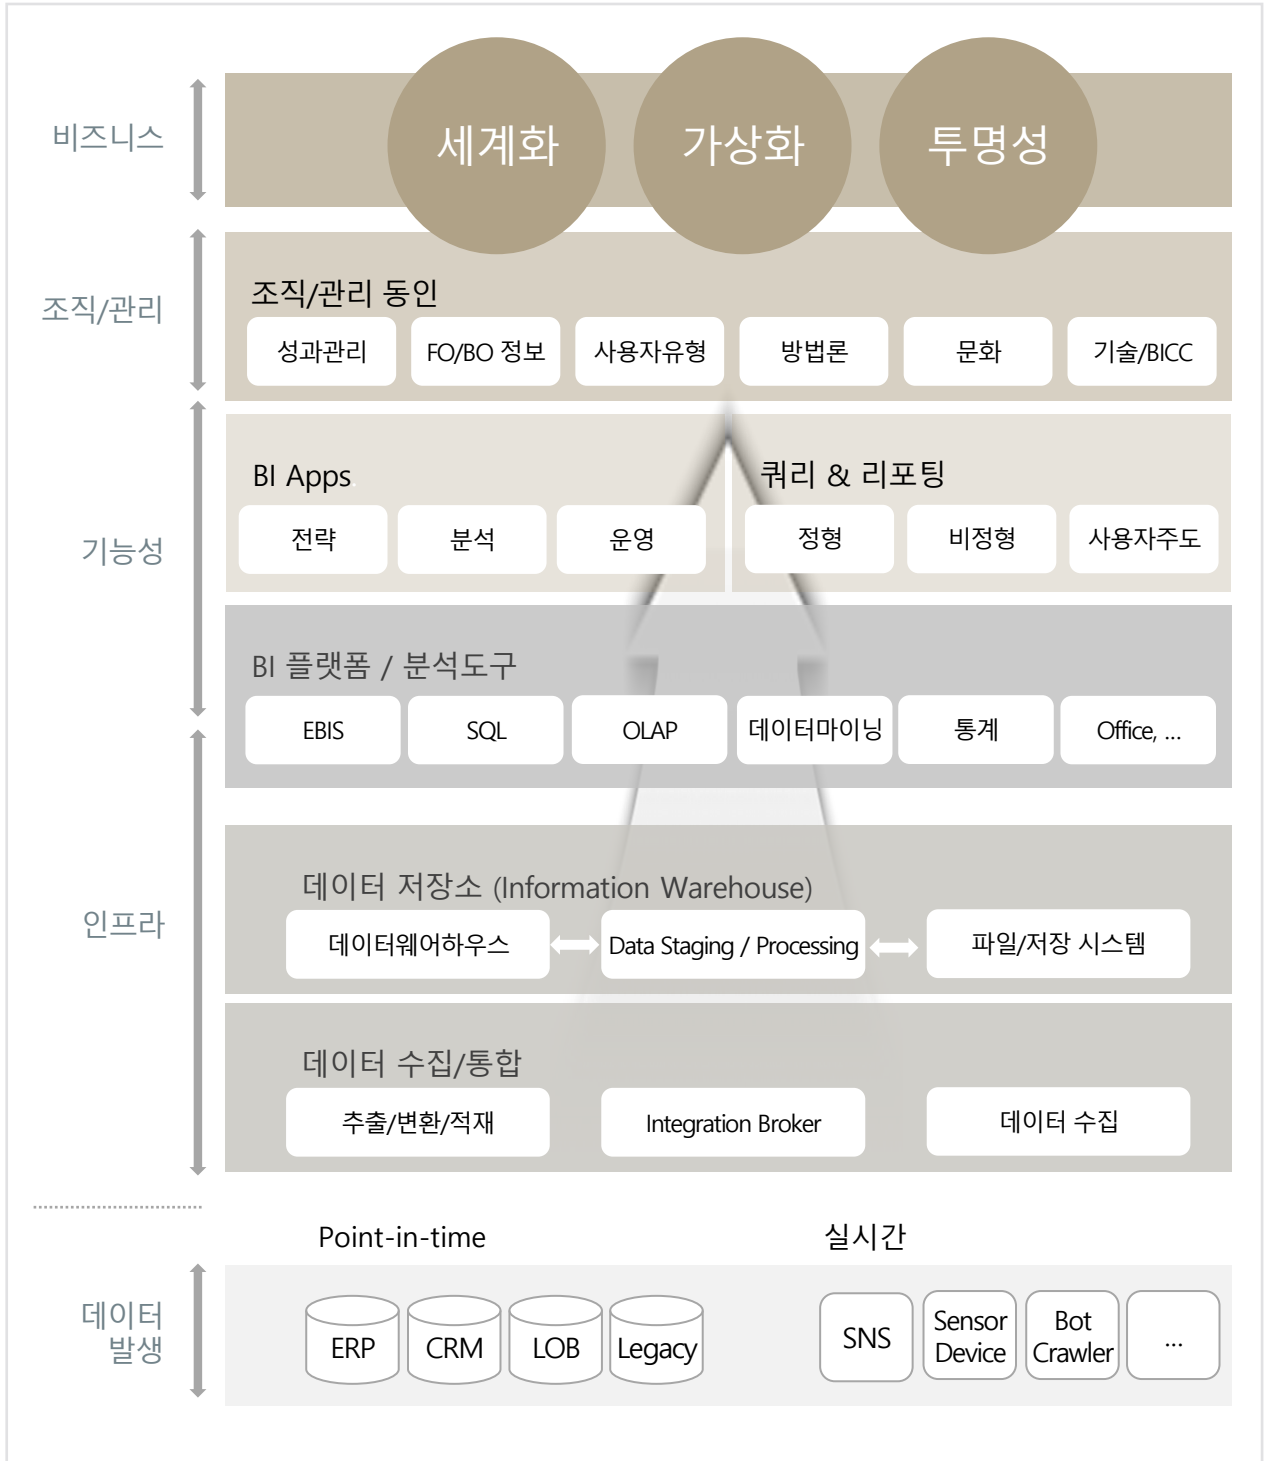 비즈니스
세계화
가상화
투명성
조직/관리
조직/관리 동인
성과관리
FO/BO 정보
사용자유형
방법론
문화
기술/BICC
기능성
BI Apps.
전략
분석
운영
쿼리 & 리포팅
정형
비정형
사용자주도
BI 플랫폼 / 분석도구
EBIS
SQL
OLAP
데이터마이닝
통계
Office, ...
인프라
데이터 저장소 (Information Warehouse)
데이터웨어하우스
Data Staging / Processing
파일/저장 시스템
데이터 수집/통합
추출/변환/적재
Integration Broker
데이터 수집
Point-in-time
실시간
데이터
발생
ERP
CRM
LOB
Legacy
SNS
Sensor
Device
Bot
Crawler
...